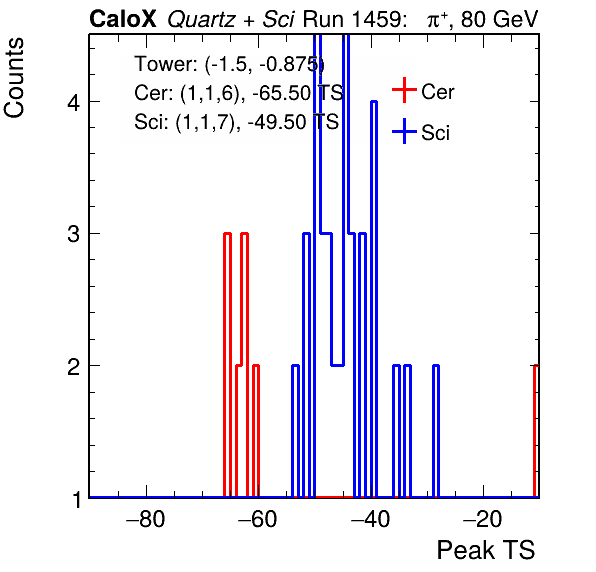 CaloX Quartz + Sci Run 1459: π⁺, 80 GeV
Counts
Tower: (-1.5, -0.875)
Cer: (1,1,6), -65.50 TS
Sci: (1,1,7), -49.50 TS
Cer
Sci
4
3
2
1
−80 −60 −40 −20
Peak TS